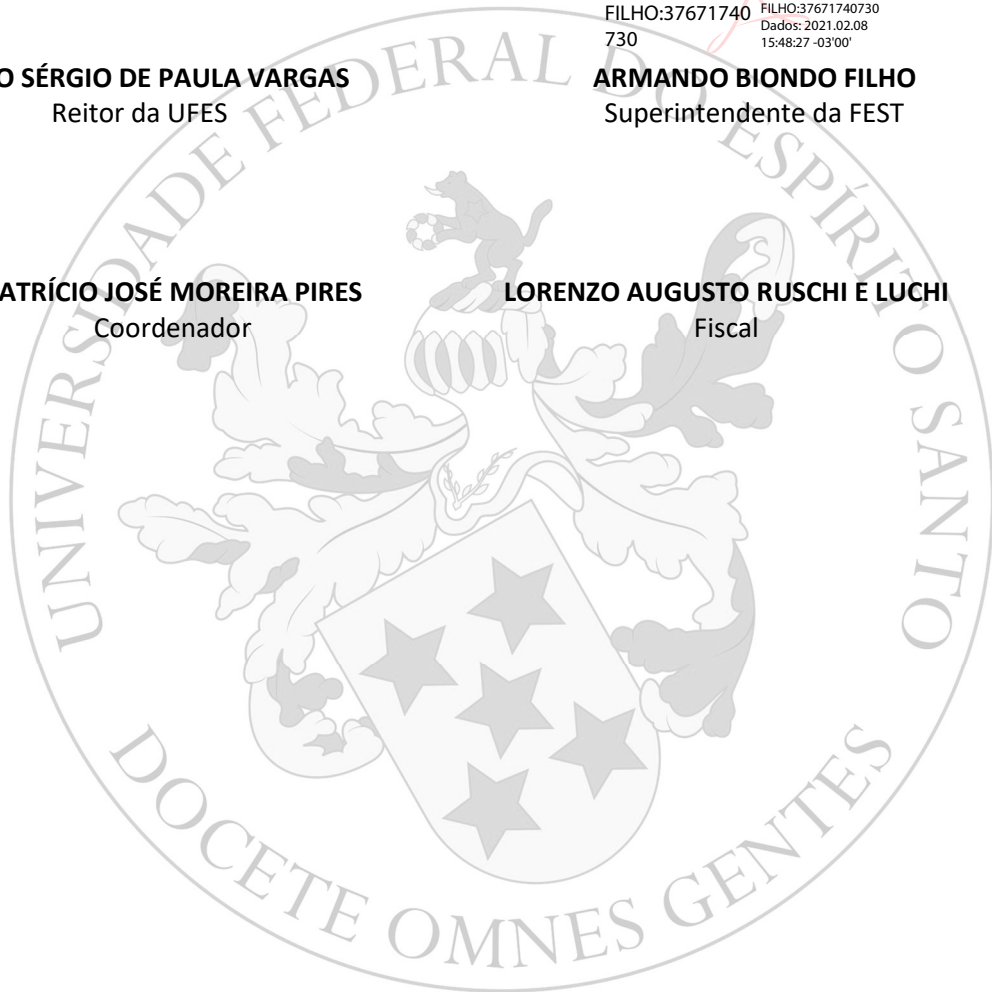 FILHO:37671740
730
FILHO:37671740730
Dados: 2021.02.08
15:48:27 -03'00'
O SÉRGIO DE PAULA VARGAS
Reitor da UFES
ARMANDO BIONDO FILHO
Superintendente da FEST
ATRÍCIO JOSÉ MOREIRA PIRES
Coordenador
LORENZO AUGUSTO RUSCHI E LUCHI
Fiscal
UNIVERSIDADE FEDERAL DO ESPÍRITO SANTO
DOCETE OMNES GENTES